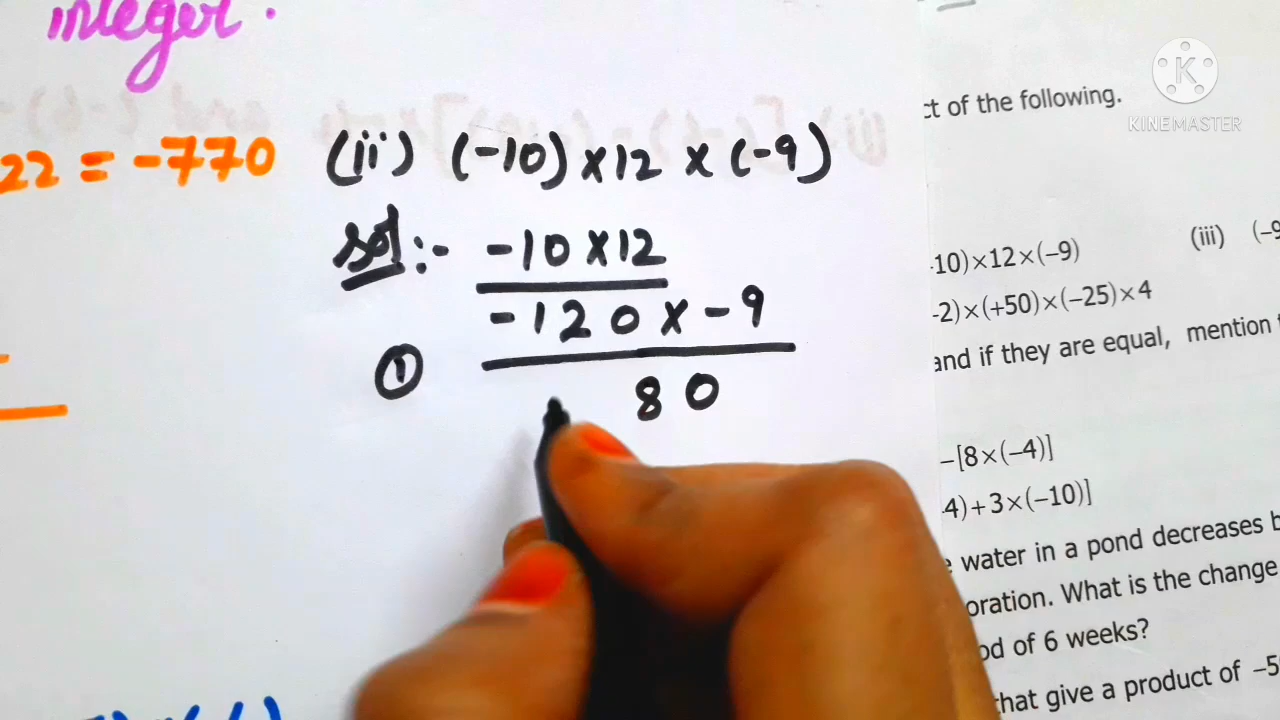 integer.
22 = -770
(ii) (-10) × 12 × (-9)
Sol :- -10 × 12
-120 × -9
①
80
ct of the following.
-10)×12×(−9)
(iii) (−9
-2)×(+50)×(−25)×4
and if they are equal, mention
−[8×(−4)]
4)+3×(−10)]
water in a pond decreases b
oration. What is the change
od of 6 weeks?
that give a product of −5
K
KINEMASTER